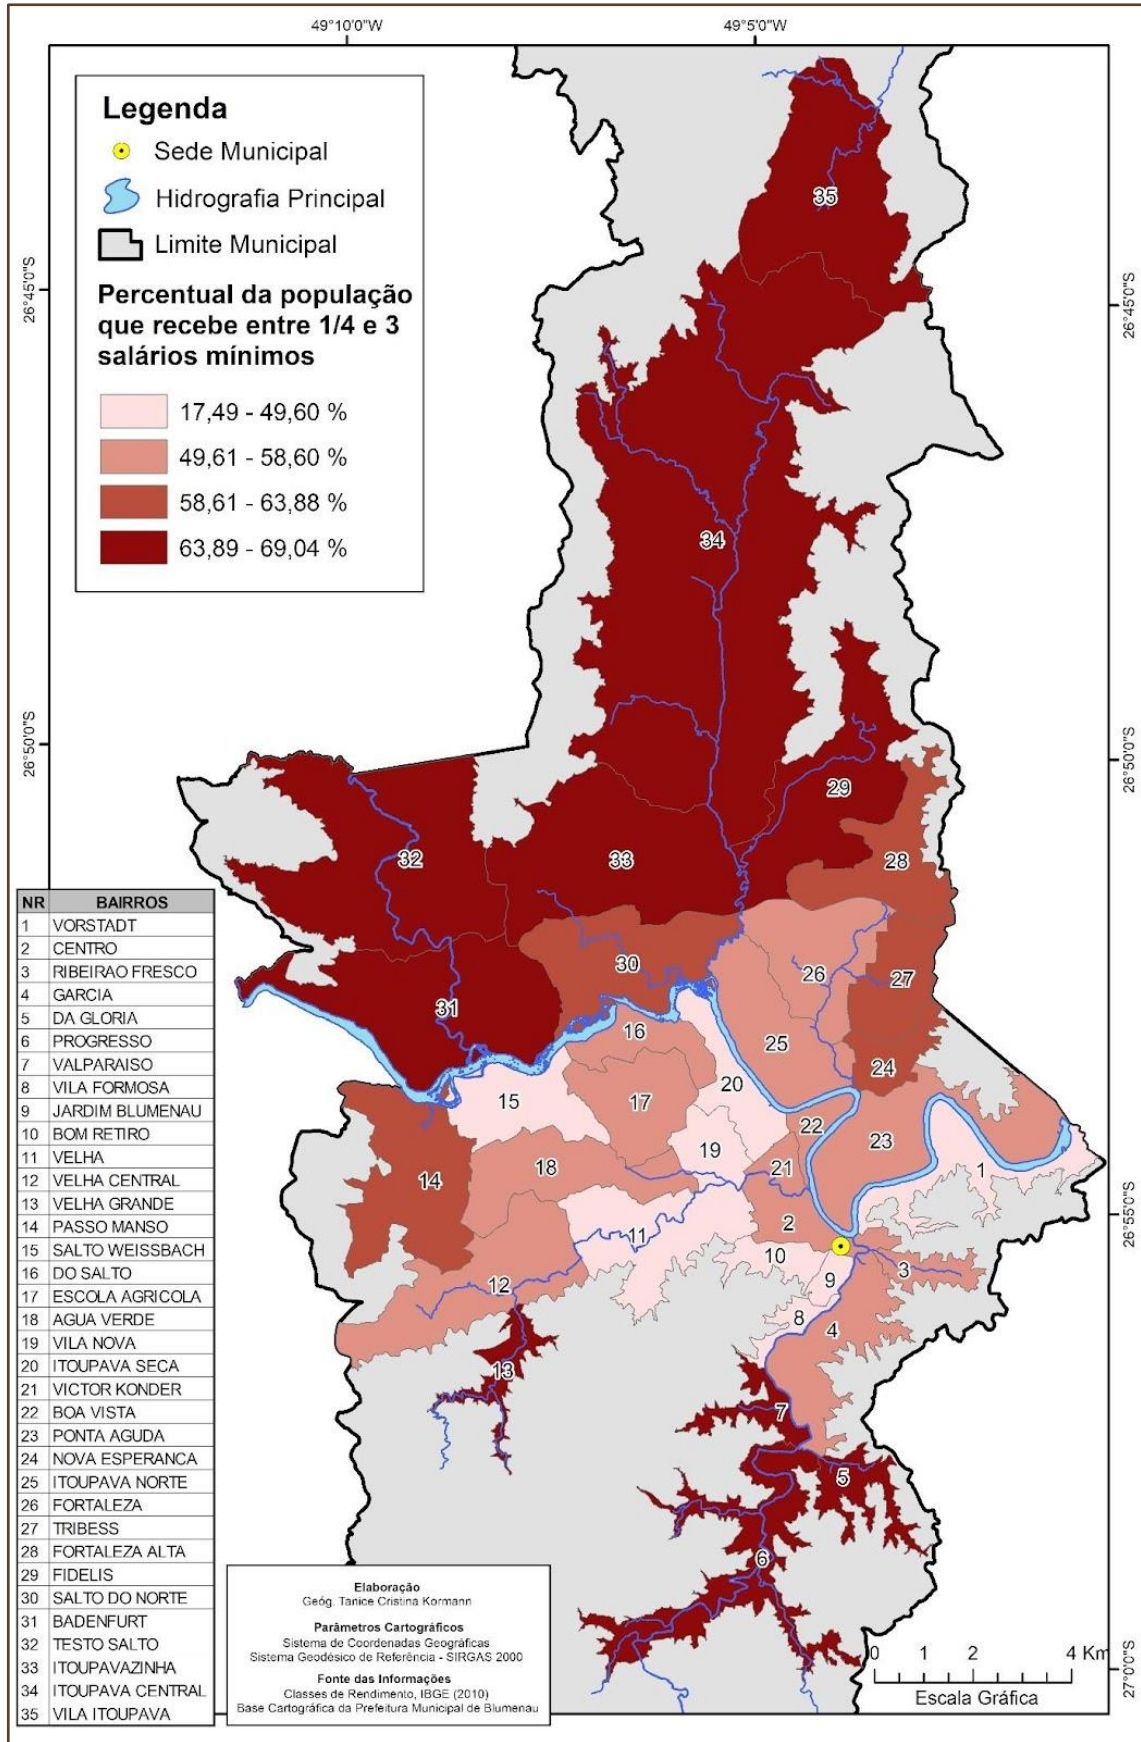 49°10'0"W
49°5'0"W
Legenda
Sede Municipal
Hidrografia Principal
Limite Municipal
Percentual da população
que recebe entre 1/4 e 3
salários mínimos
17,49 - 49,60 %
49,61 - 58,60 %
58,61 - 63,88 %
63,89 - 69,04 %
35
26°45'0"S
26°45'0"S
34
26°50'0"S
26°50'0"S
29
32
33
28
30
26
27
31
16
25
24
15
17
20
22
23
19
18
21
14
1
26°55'0"S
11
2
10
3
9
12
8
4
13
7
5
6
NR BAIRROS
1 VORSTADT
2 CENTRO
3 RIBEIRAO FRESCO
4 GARCIA
5 DA GLORIA
6 PROGRESSO
7 VALPARAISO
8 VILA FORMOSA
9 JARDIM BLUMENAU
10 BOM RETIRO
11 VELHA
12 VELHA CENTRAL
13 VELHA GRANDE
14 PASSO MANSO
15 SALTO WEISSBACH
16 DO SALTO
17 ESCOLA AGRICOLA
18 AGUA VERDE
19 VILA NOVA
20 ITOUPAVA SECA
21 VICTOR KONDER
22 BOA VISTA
23 PONTA AGUDA
24 NOVA ESPERANCA
25 ITOUPAVA NORTE
26 FORTALEZA
27 TRIBESS
28 FORTALEZA ALTA
29 FIDELIS
30 SALTO DO NORTE
31 BADENFURT
32 TESTO SALTO
33 ITOUPAVAZINHA
34 ITOUPAVA CENTRAL
35 VILA ITOUPAVA
Elaboração
Geóg. Tanice Cristina Kormann
Parâmetros Cartográficos
Sistema de Coordenadas Geográficas
Sistema Geodésico de Referência - SIRGAS 2000
Fonte das Informações
Classes de Rendimento, IBGE (2010)
Base Cartográfica da Prefeitura Municipal de Blumenau
0 1 2 4 Km
Escala Gráfica
27°0'0"S